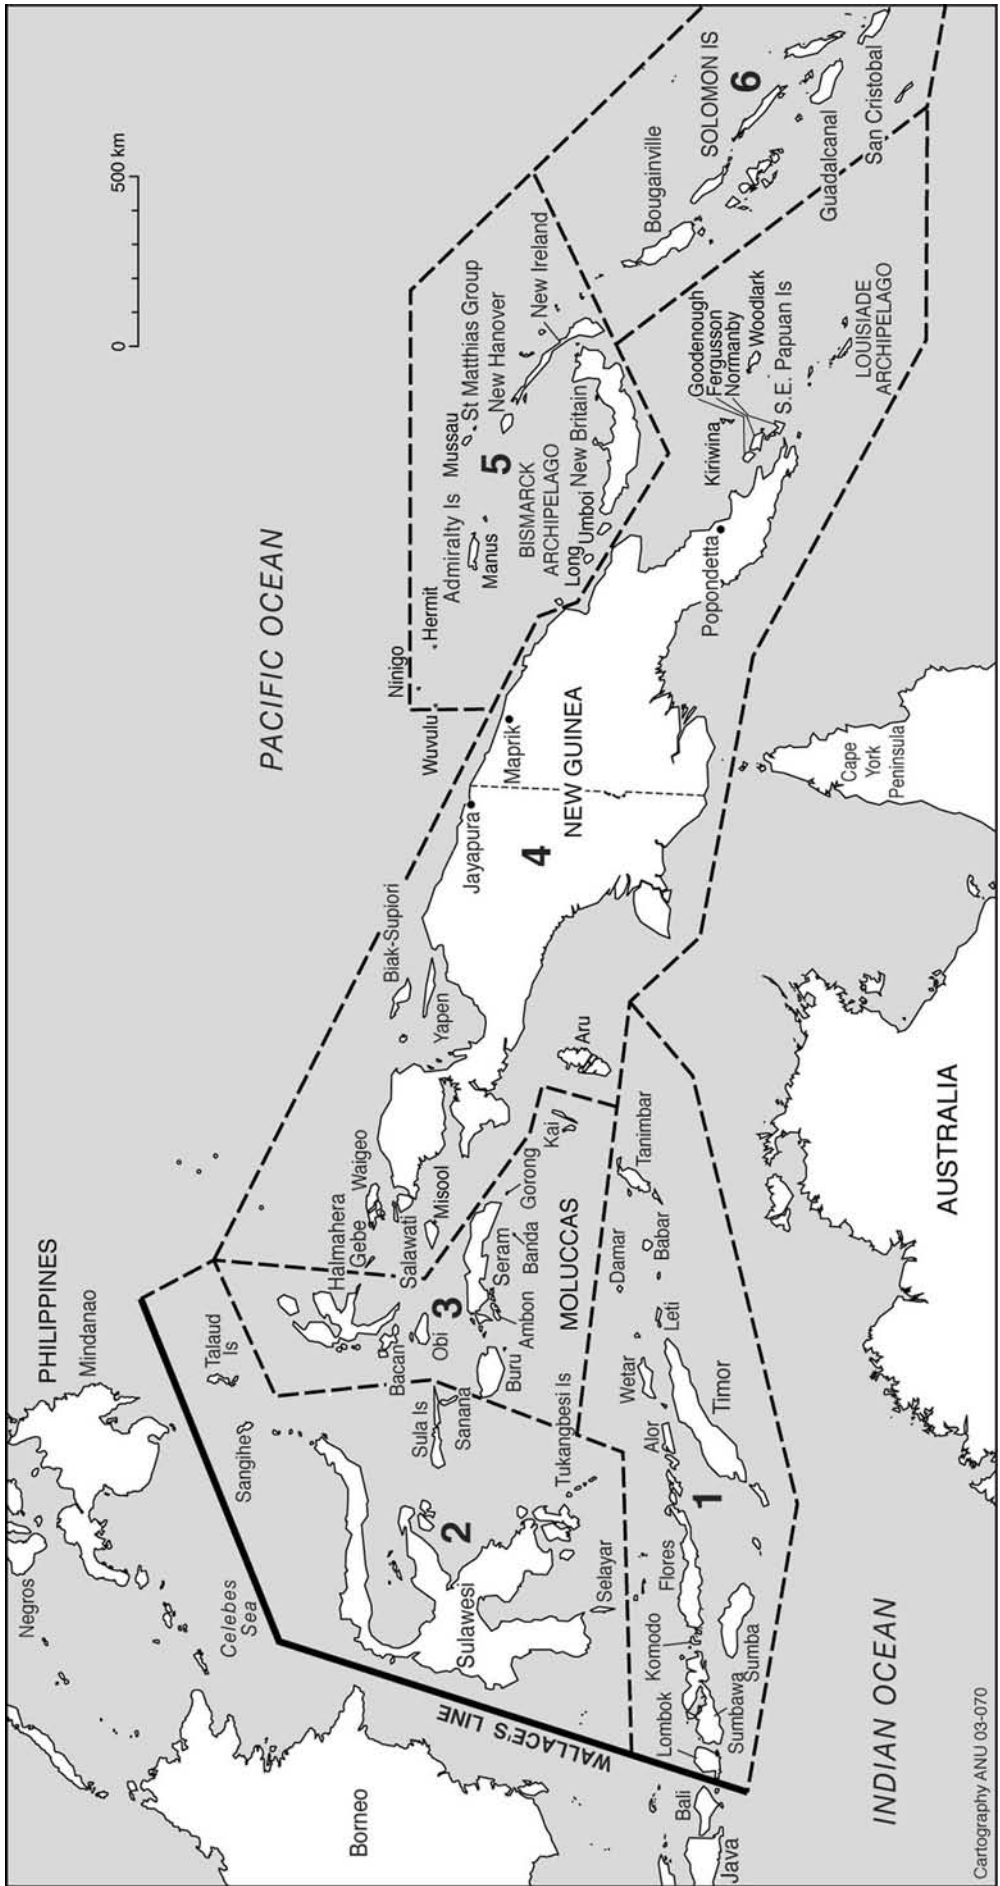 PACIFIC OCEAN
0
500 km
PHILIPPINES
Mindanao
Negros
Celebes
Sea
Talaud
Is
Sangihe
Borneo
WALLACE'S LINE
2
Sulawesi
Selayar
Tukangbesi Is
Sula Is
Sanana
3
Halmahera
Gebe
Waigeo
Salawati
Misool
Bacan
Obi
Buru
Seram
Ambon
Banda
Gorong
Kai
MOLUCCAS
Aru
Biak-Supiori
Yapen
Jayapura
4
NEW GUINEA
Maprik
Wuvulu
Ninigo
Hermit
Admiralty Is
Manus
Mussau
St Matthias Group
5
New Hanover
New Ireland
BISMARCK
ARCHIPELAGO
Long
Umboi
New Britain
Popondetta
Kiriwina
Goodenough
Fergusson
Normanby
Woodlark
S.E. Papuan Is
LOUISIADE
ARCHIPELAGO
Bougainville
SOLOMON IS
6
Guadalcanal
San Cristobal
Java
Bali
Lombok
Sumbawa
Komodo
Sumba
Flores
1
Alor
Wetar
Timor
Leti
Damar
Babar
Tanimbar
INDIAN OCEAN
AUSTRALIA
Cape
York
Peninsula
Cartography ANU 03-070